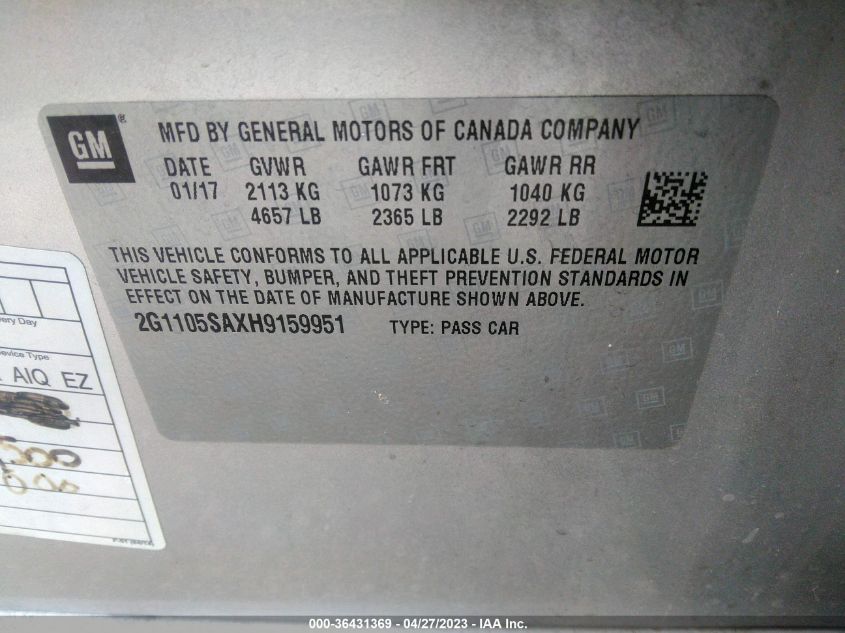 GM ®
MFD BY GENERAL MOTORS OF CANADA COMPANY
DATE GVWR GAWR FRT GAWR RR
01/17 2113 KG 1073 KG 1040 KG
4657 LB 2365 LB 2292 LB
THIS VEHICLE CONFORMS TO ALL APPLICABLE U.S. FEDERAL MOTOR
VEHICLE SAFETY, BUMPER, AND THEFT PREVENTION STANDARDS IN
EFFECT ON THE DATE OF MANUFACTURE SHOWN ABOVE.
2G1105SAXH9159951 TYPE: PASS CAR
Day
Type
AIQ EZ
000-36431369 - 04/27/2023 - IAA Inc.